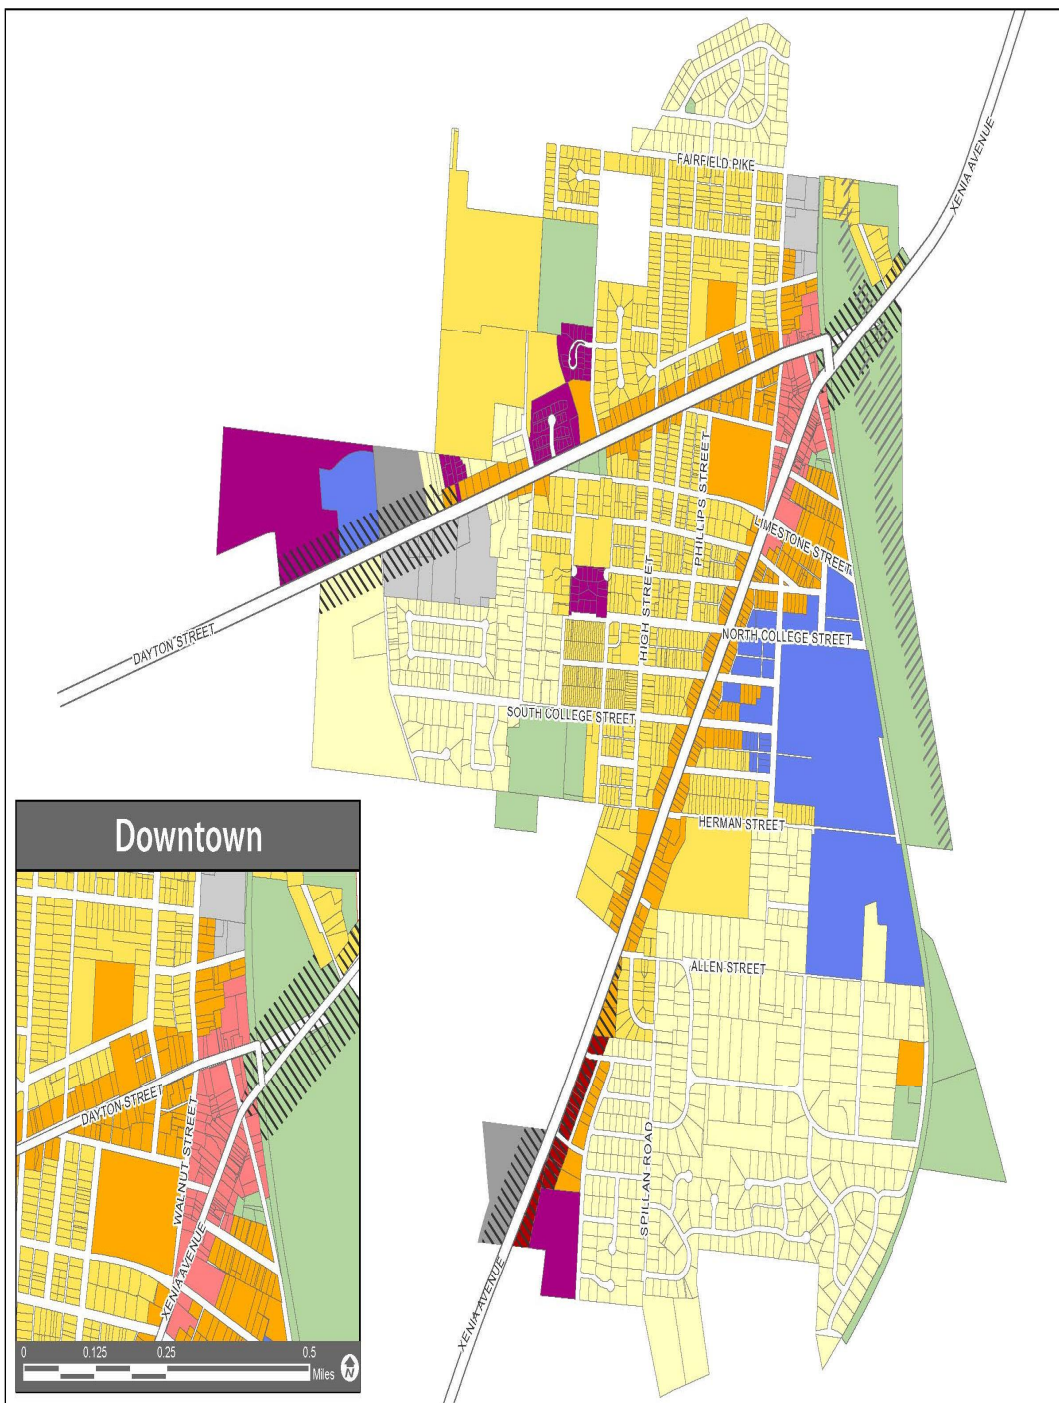 XENIA AVENUE
FAIRFIELD PIKE
PHILLIPS STREET
LIMESTONE STREET
HIGH STREET
NORTH COLLEGE STREET
DAYTON STREET
SOUTH COLLEGE STREET
HERMAN STREET
ALLEN STREET
SPILLAN ROAD
XENIA AVENUE
Downtown
DAYTON STREET
WALNUT STREET
XENIA AVENUE
0 0.125 0.25 0.5
Miles
N